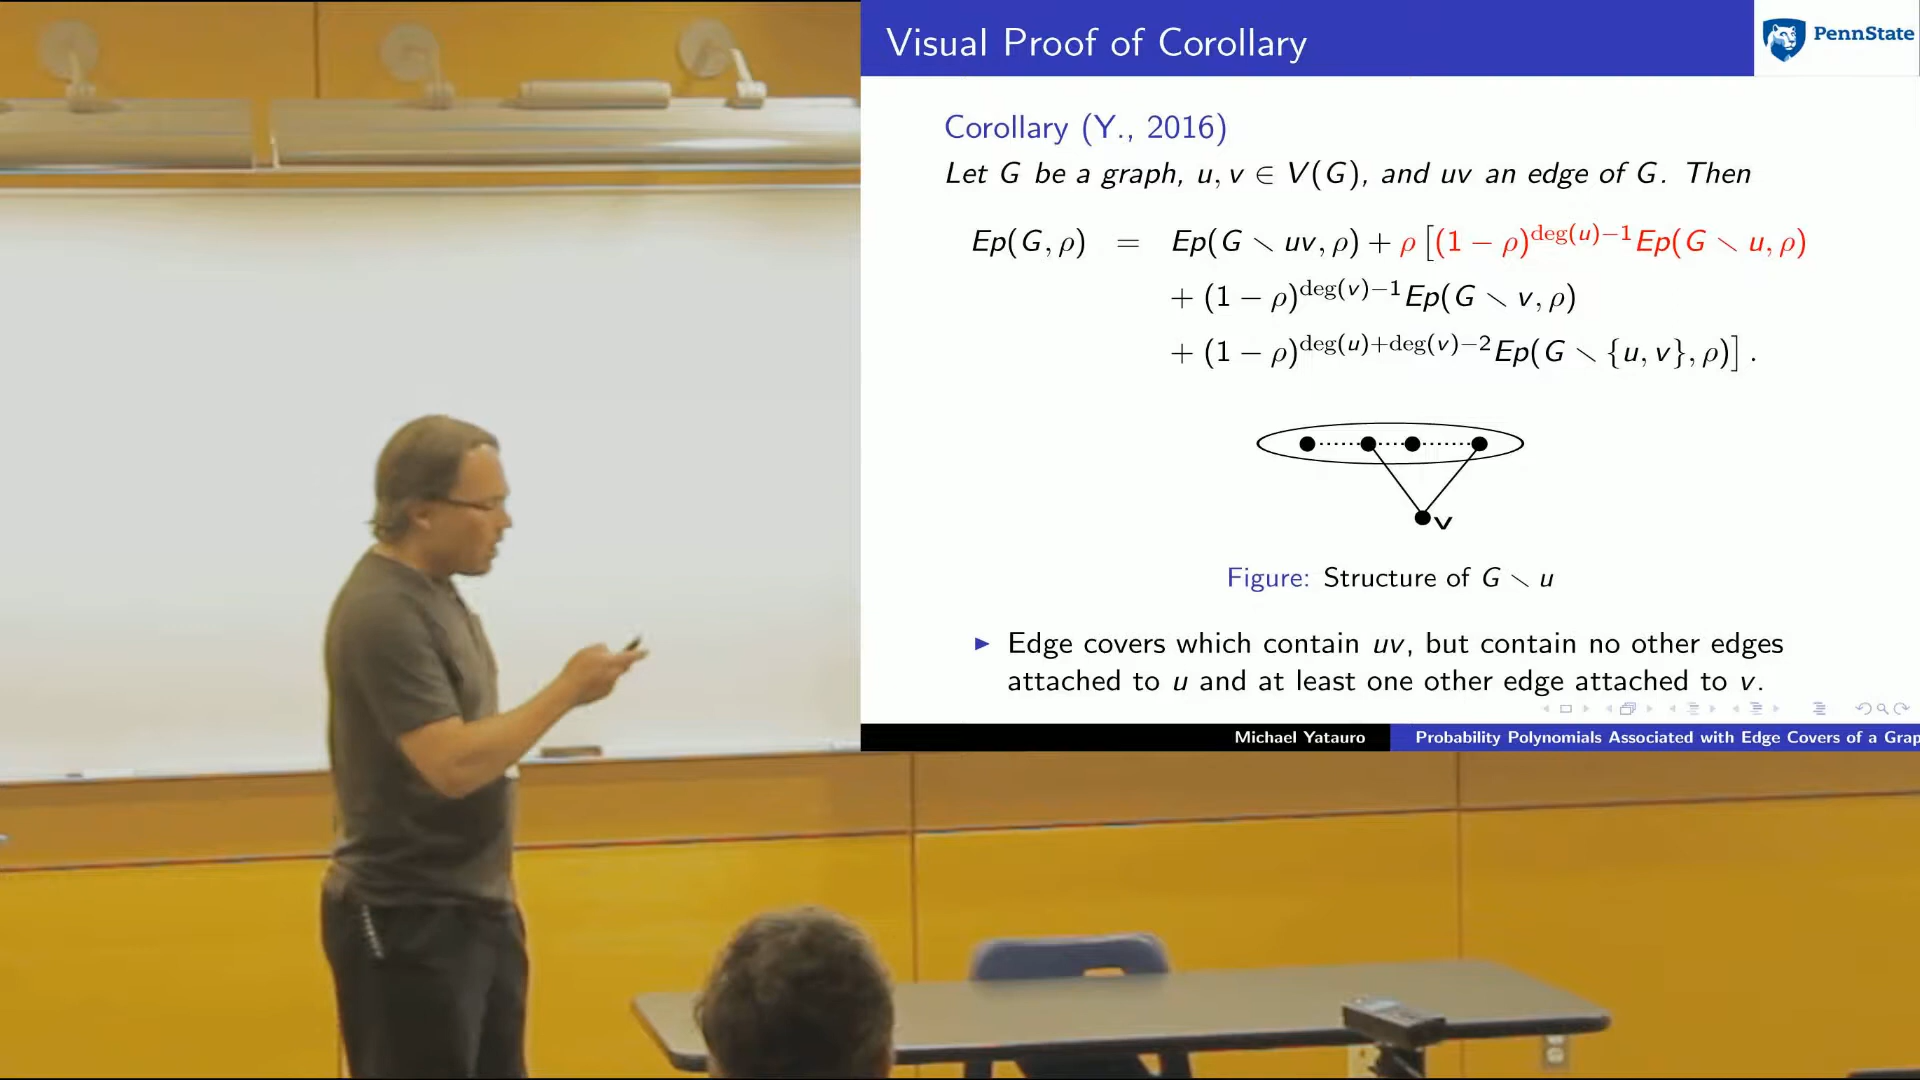 Visual Proof of Corollary
PennState
Corollary (Y., 2016)
Let G be a graph, u, v ∈ V(G), and uv an edge of G. Then
Ep(G, ρ) = Ep(G ∖ uv, ρ) + ρ [(1 − ρ)^{deg(u)−1} Ep(G ∖ u, ρ)
+ (1 − ρ)^{deg(v)−1} Ep(G ∖ v, ρ)
+ (1 − ρ)^{deg(u)+deg(v)−2} Ep(G ∖ {u, v}, ρ)] .
v
Figure: Structure of G ∖ u
Edge covers which contain uv, but contain no other edges
attached to u and at least one other edge attached to v.
Michael Yatauro
Probability Polynomials Associated with Edge Covers of a Grap